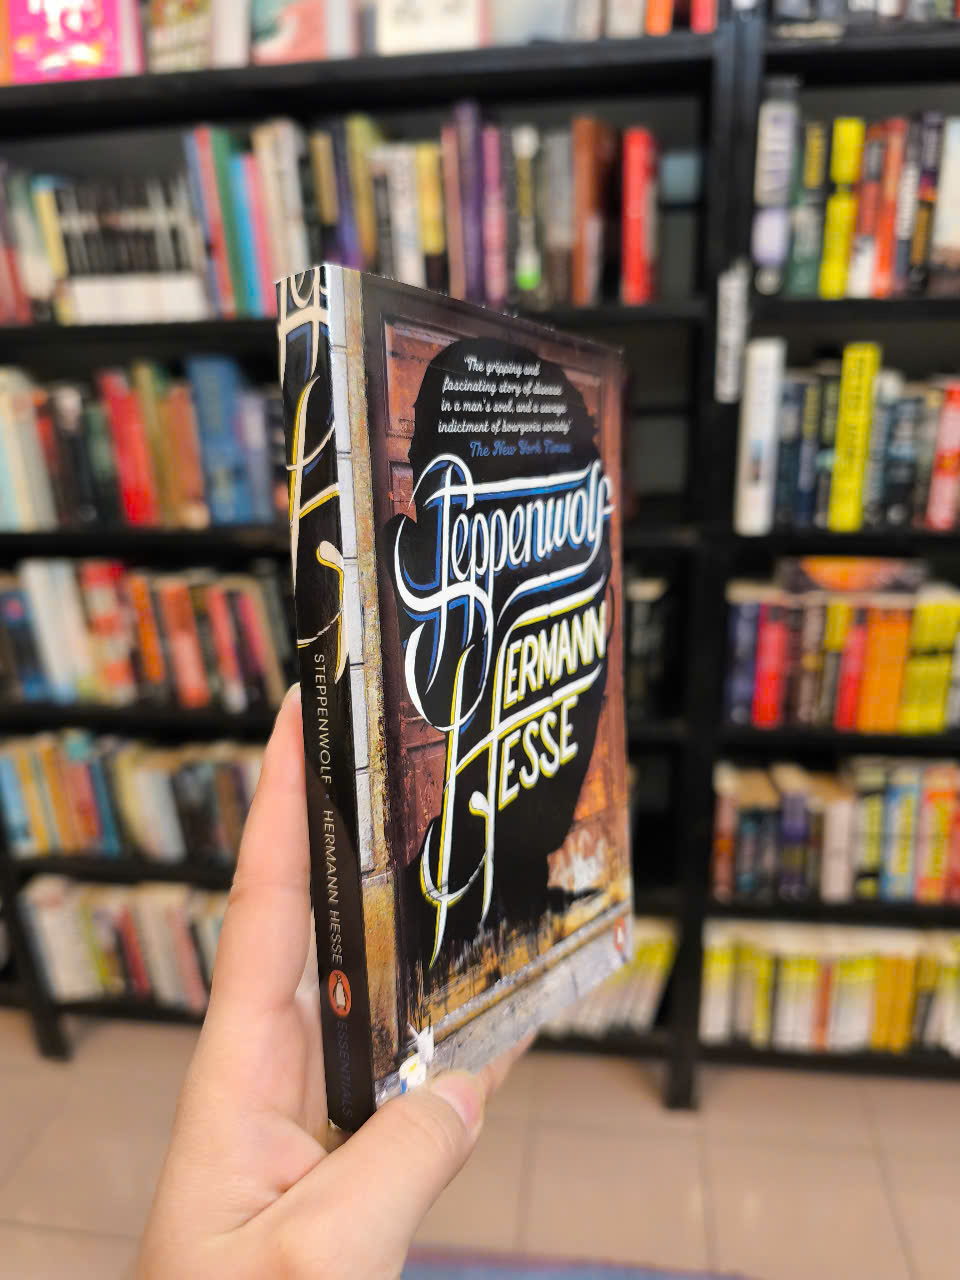 'The gripping and
fascinating story of disease
in a man's soul, and a savage
indictment of bourgeois society'
The New York Times
Steppenwolf
HERMANN
HESSE
STEPPENWOLF · HERMANN HESSE
ESSENTIALS